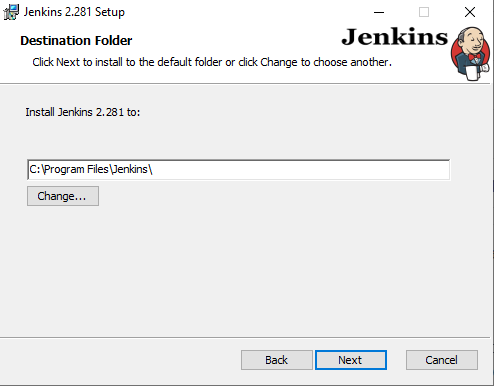 Jenkins 2.281 Setup
Destination Folder
Jenkins
Click Next to install to the default folder or click Change to choose another.
Install Jenkins 2.281 to:
C:\Program Files\Jenkins\
Change...
Back
Next
Cancel